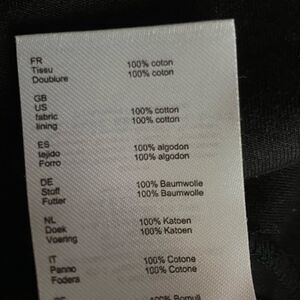 FR
Tissu 100% coton
Doublure 100% coton
GB
US
fabric 100% cotton
lining 100% cotton
ES
tejido 100% algodon
Forro 100% algodon
DE
Stoff 100% Baumwolle
Futter 100% Baumwolle
NL
Doek 100% Katoen
Voering 100% Katoen
IT
Panno 100% Cotone
Fodera 100% Cotone
100% Bomull